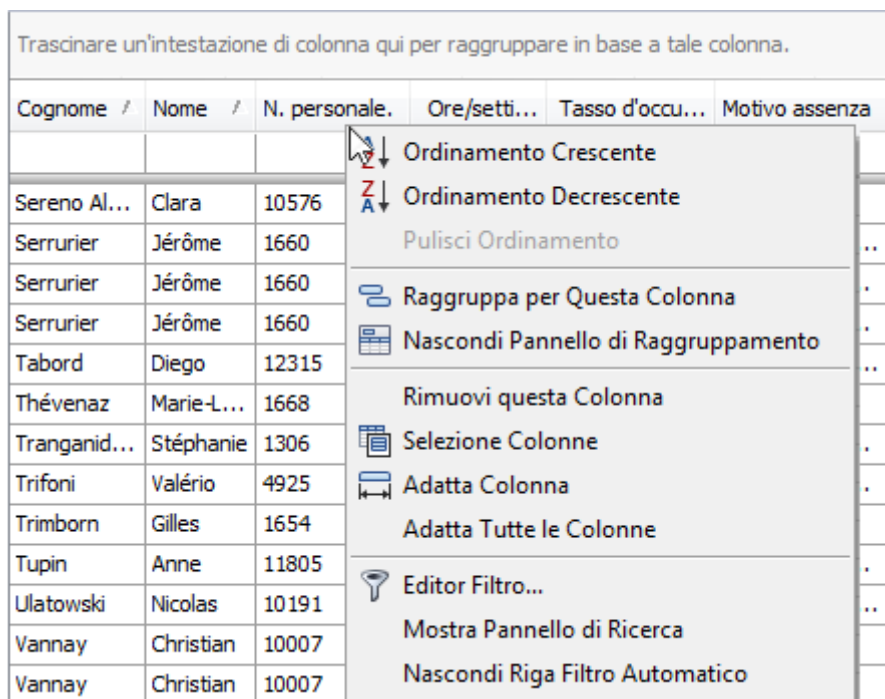 Trascinare un'intestazione di colonna qui per raggruppare in base a tale colonna.
Cognome Nome N. personale. Ore/setti... Tasso d'occu... Motivo assenza
Ordinamento Crescente
Sereno Al... Clara 10576 Ordinamento Decrescente
Serrurier Jérôme 1660 Pulisci Ordinamento ..
Serrurier Jérôme 1660 Raggruppa per Questa Colonna .
Serrurier Jérôme 1660 Nascondi Pannello di Raggruppamento .
Tabord Diego 12315 ..
Thévenaz Marie-L... 1668 Rimuovi questa Colonna
Tranganid... Stéphanie 1306 Selezione Colonne .
Trifoni Valério 4925 Adatta Colonna .
Trimborn Gilles 1654 Adatta Tutte le Colonne
Tupin Anne 11805 Editor Filtro... .
Ulatowski Nicolas 10191 ..
Vannay Christian 10007 Mostra Pannello di Ricerca
Vannay Christian 10007 Nascondi Riga Filtro Automatico